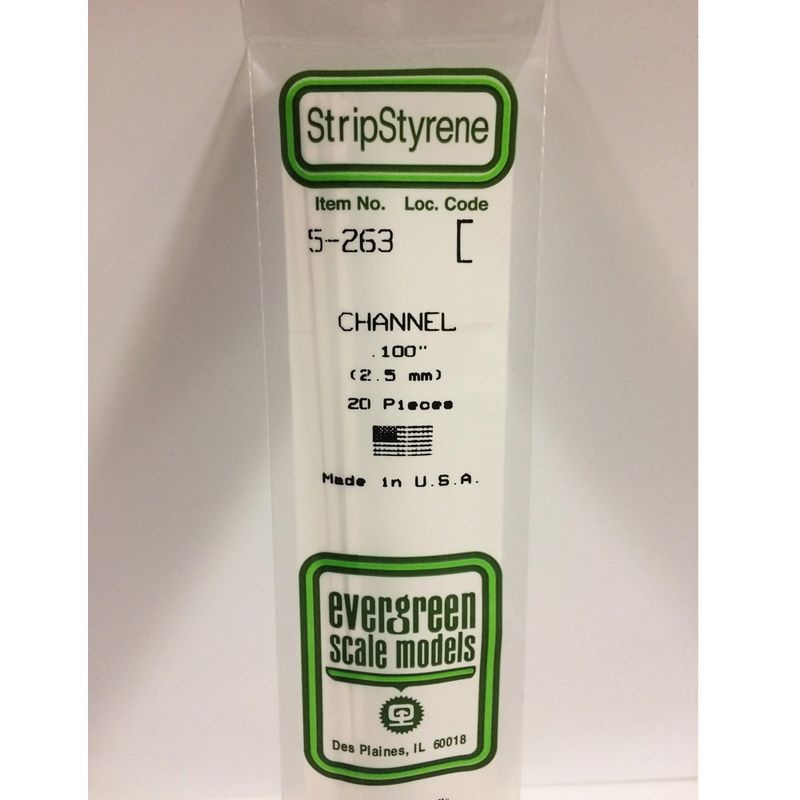 StripStyrene
Item No. Loc. Code
5-263 [
CHANNEL
.100"
(2.5 mm)
20 Pieces
Made in U.S.A.
evergreen
scale models
Des Plaines, IL 60018